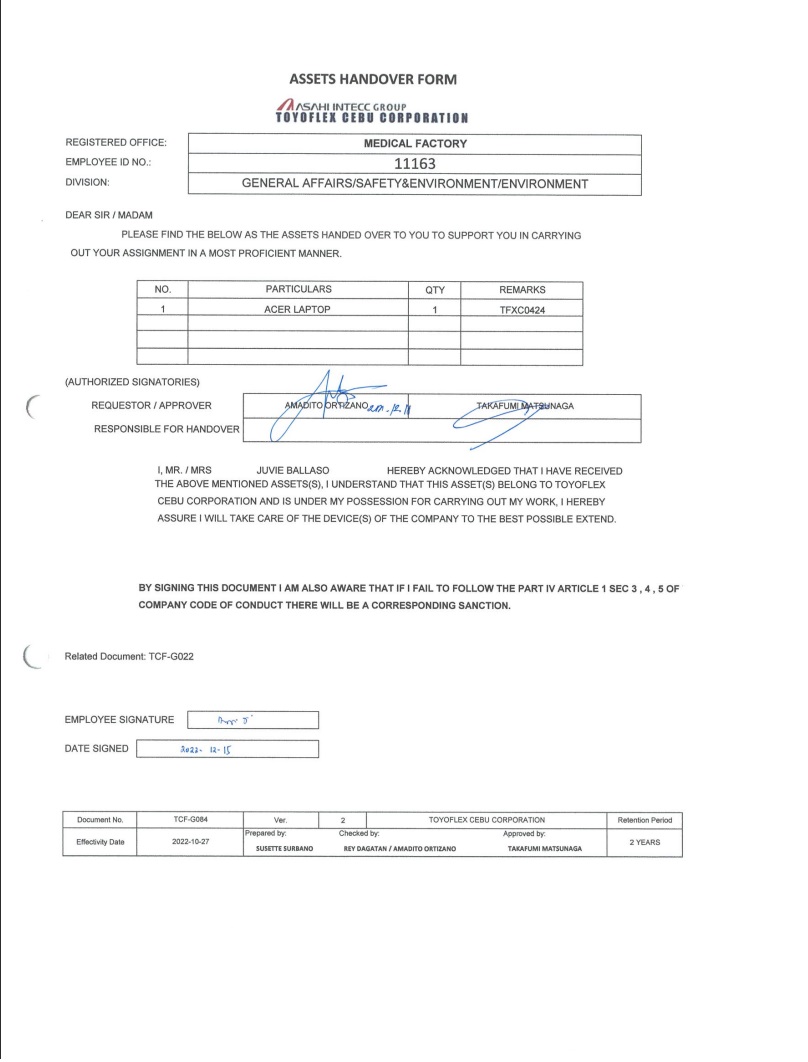 ASSETS HANDOVER FORM
ASAHI INTECC GROUP
TOYOFLEX CEBU CORPORATION
REGISTERED OFFICE: MEDICAL FACTORY
EMPLOYEE ID NO.: 11163
DIVISION: GENERAL AFFAIRS/SAFETY&ENVIRONMENT/ENVIRONMENT
DEAR SIR / MADAM
PLEASE FIND THE BELOW AS THE ASSETS HANDED OVER TO YOU TO SUPPORT YOU IN CARRYING
OUT YOUR ASSIGNMENT IN A MOST PROFICIENT MANNER.
NO. PARTICULARS QTY REMARKS
1 ACER LAPTOP 1 TFXC0424
(AUTHORIZED SIGNATORIES)
REQUESTOR / APPROVER AMADITO ORTIZANO TAKAFUMI MATSUNAGA
RESPONSIBLE FOR HANDOVER
I, MR. / MRS JUVIE BALLASO HEREBY ACKNOWLEDGED THAT I HAVE RECEIVED
THE ABOVE MENTIONED ASSETS(S), I UNDERSTAND THAT THIS ASSET(S) BELONG TO TOYOFLEX
CEBU CORPORATION AND IS UNDER MY POSSESSION FOR CARRYING OUT MY WORK, I HEREBY
ASSURE I WILL TAKE CARE OF THE DEVICE(S) OF THE COMPANY TO THE BEST POSSIBLE EXTEND.
BY SIGNING THIS DOCUMENT I AM ALSO AWARE THAT IF I FAIL TO FOLLOW THE PART IV ARTICLE 1 SEC 3 , 4 , 5 OF
COMPANY CODE OF CONDUCT THERE WILL BE A CORRESPONDING SANCTION.
Related Document: TCF-G022
EMPLOYEE SIGNATURE
DATE SIGNED 2022- 12- 15
Document No. TCF-G084 Ver. 2 TOYOFLEX CEBU CORPORATION Retention Period
Effectivity Date 2022-10-27 Prepared by: Checked by: Approved by: 2 YEARS
SUSETTE SURBANO REY DAGATAN / AMADITO ORTIZANO TAKAFUMI MATSUNAGA